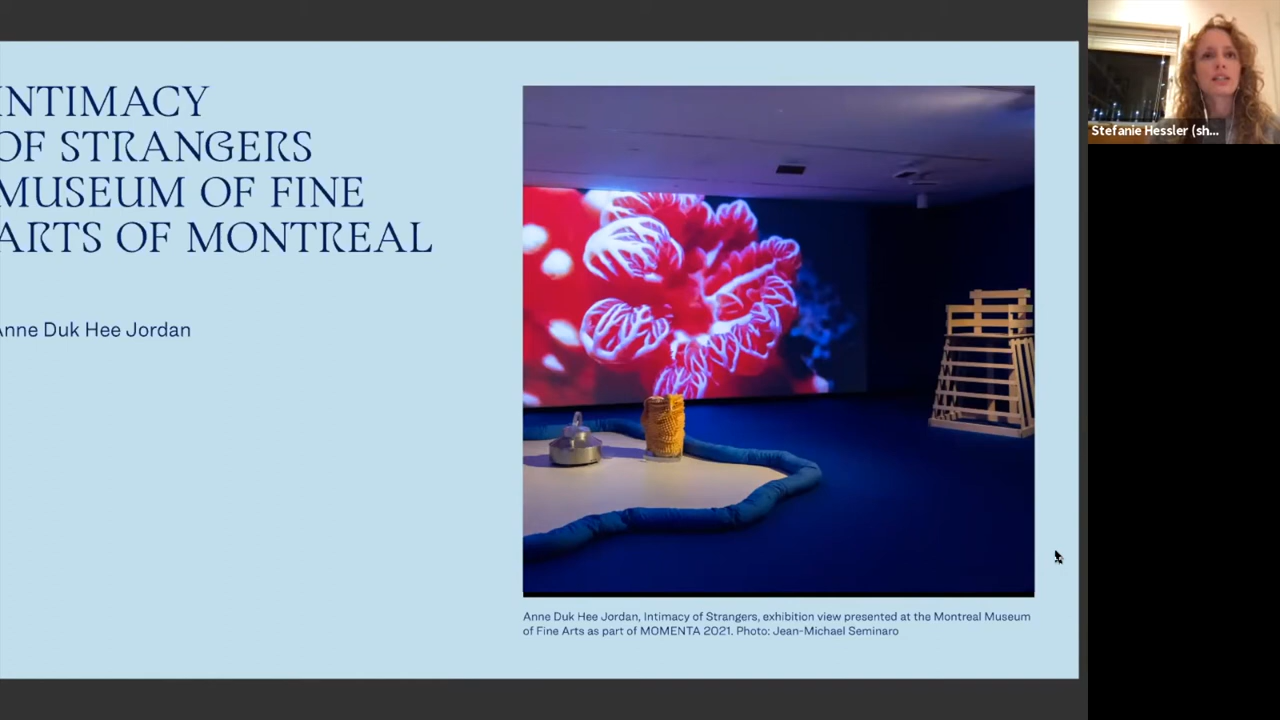 INTIMACY
OF STRANGERS
MUSEUM OF FINE
ARTS OF MONTREAL
Anne Duk Hee Jordan
Anne Duk Hee Jordan, Intimacy of Strangers, exhibition view presented at the Montreal Museum
of Fine Arts as part of MOMENTA 2021. Photo: Jean-Michael Seminaro
Stefanie Hessler (sh...